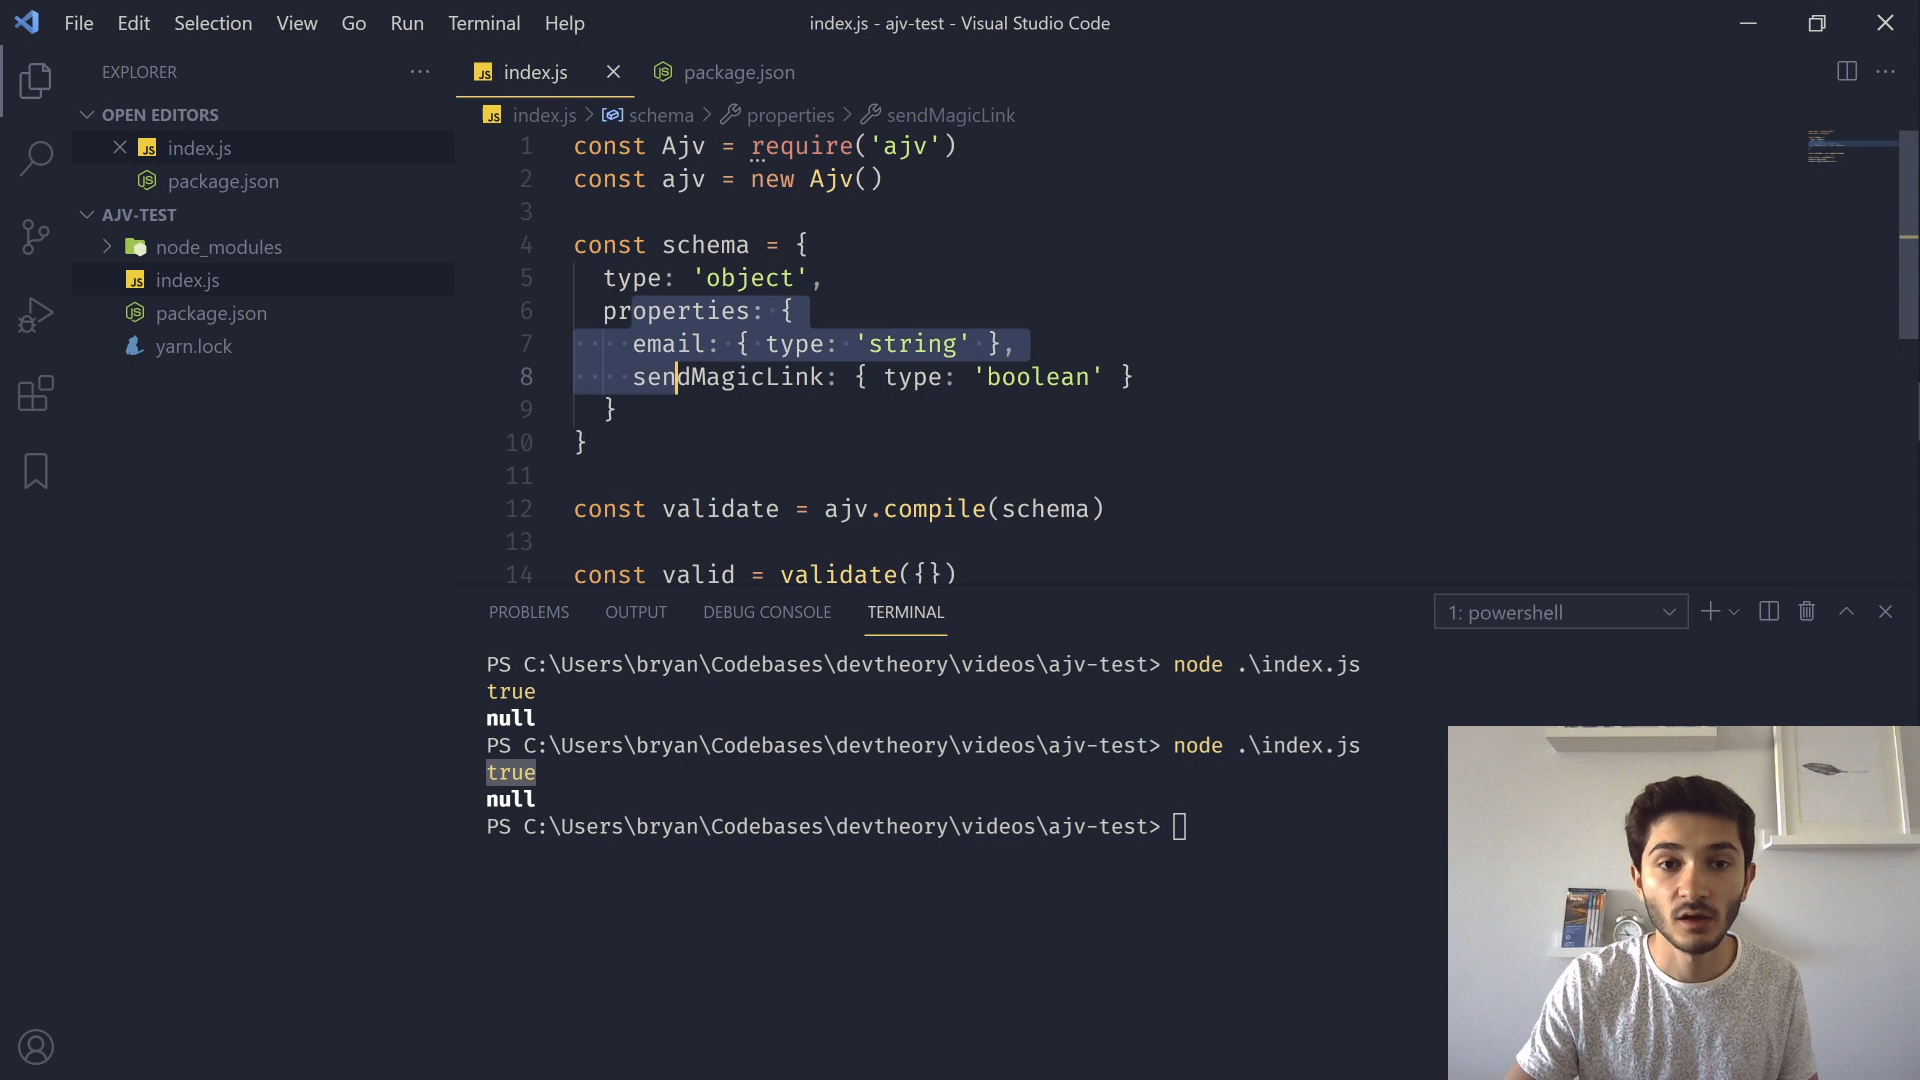 File Edit Selection View Go Run Terminal Help
index.js - ajv-test - Visual Studio Code
EXPLORER
OPEN EDITORS
index.js
package.json
AJV-TEST
node_modules
index.js
package.json
yarn.lock
index.js package.json
index.js > schema > properties > sendMagicLink
1 const Ajv = require('ajv')
2 const ajv = new Ajv()
3
4 const schema = {
5 type: 'object',
6 properties: {
7 email: { type: 'string' },
8 sendMagicLink: { type: 'boolean' }
9 }
10 }
11
12 const validate = ajv.compile(schema)
13
14 const valid = validate({})
PROBLEMS OUTPUT DEBUG CONSOLE TERMINAL
1: powershell
PS C:\Users\bryan\Codebases\devtheory\videos\ajv-test> node .\index.js
true
null
PS C:\Users\bryan\Codebases\devtheory\videos\ajv-test> node .\index.js
true
null
PS C:\Users\bryan\Codebases\devtheory\videos\ajv-test>